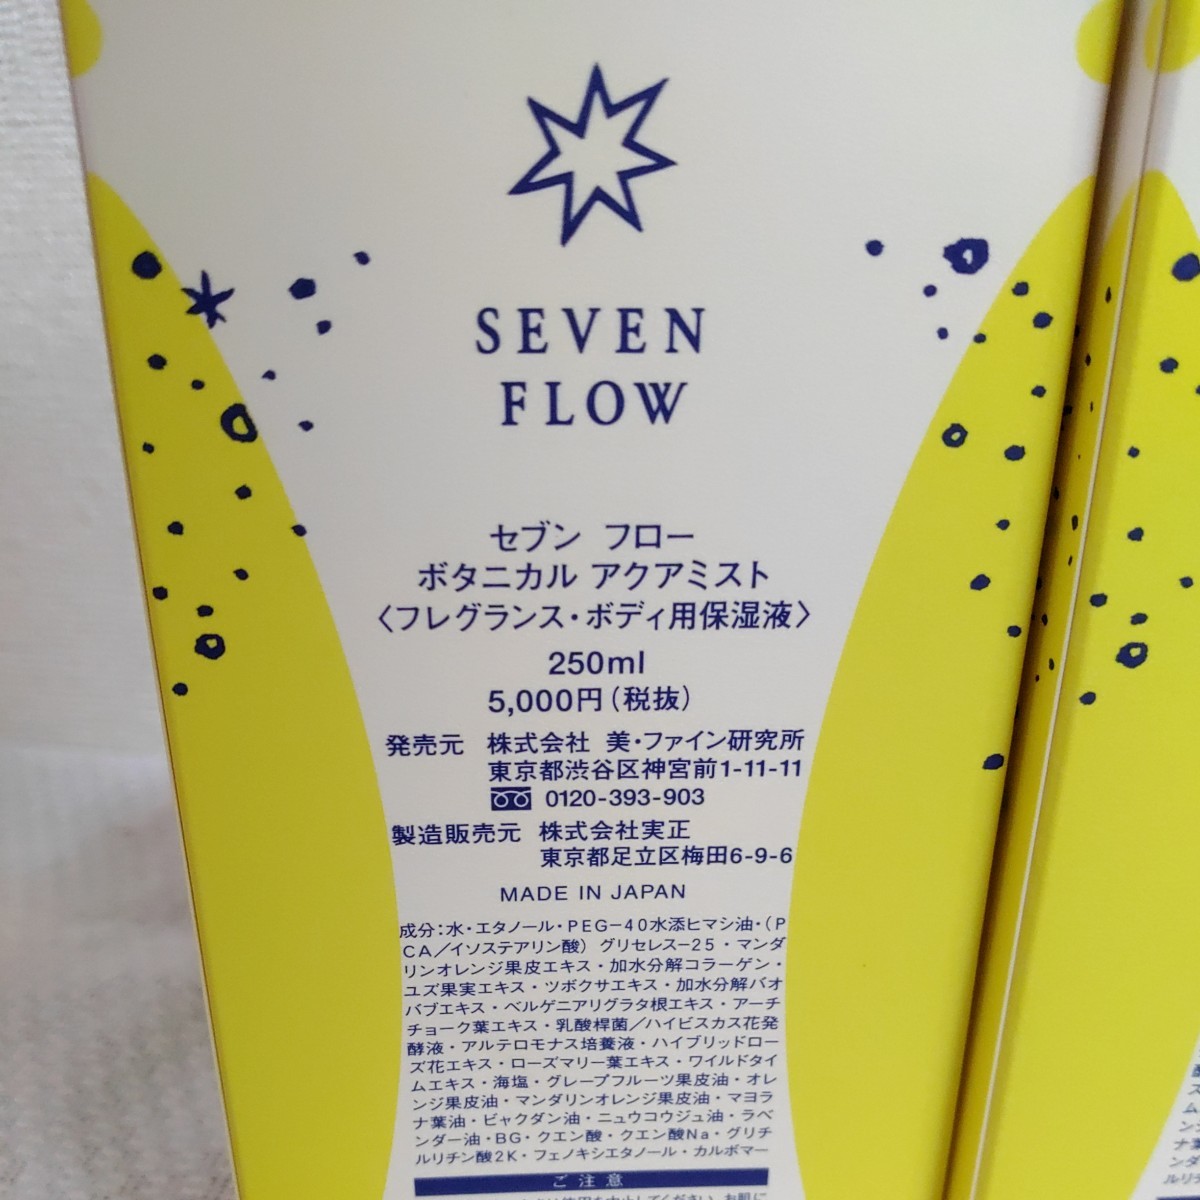 SEVEN
FLOW
セブン フロー
ボタニカル アクアミスト
〈フレグランス・ボディ用保湿液〉
250ml
5,000円(税抜)
発売元 株式会社 美・ファイン研究所
東京都渋谷区神宮前1-11-11
0120-393-903
製造販売元 株式会社実正
東京都足立区梅田6-9-6
MADE IN JAPAN
成分:水・エタノール・PEG-40水添ヒマシ油・(P
CA/イソステアリン酸)グリセレス-25・マンダ
リンオレンジ果皮エキス・加水分解コラーゲン・
ユズ果実エキス・ツボクサエキス・加水分解バオ
バブエキス・ベルゲニアリグラタ根エキス・アーチ
チョーク葉エキス・乳酸桿菌/ハイビスカス花発
酵液・アルテロモナス培養液・ハイブリッドロー
ズ花エキス・ローズマリー葉エキス・ワイルドタイ
ムエキス・海塩・グレープフルーツ果皮油・オレ
ンジ果皮油・マンダリンオレンジ果皮油・マヨラ
ナ葉油・ビャクダン油・ニュウコウジュ油・ラベ
ンダー油・BG・クエン酸・クエン酸Na・グリチ
ルリチン酸2K・フェノキシエタノール・カルボマー
ご注意